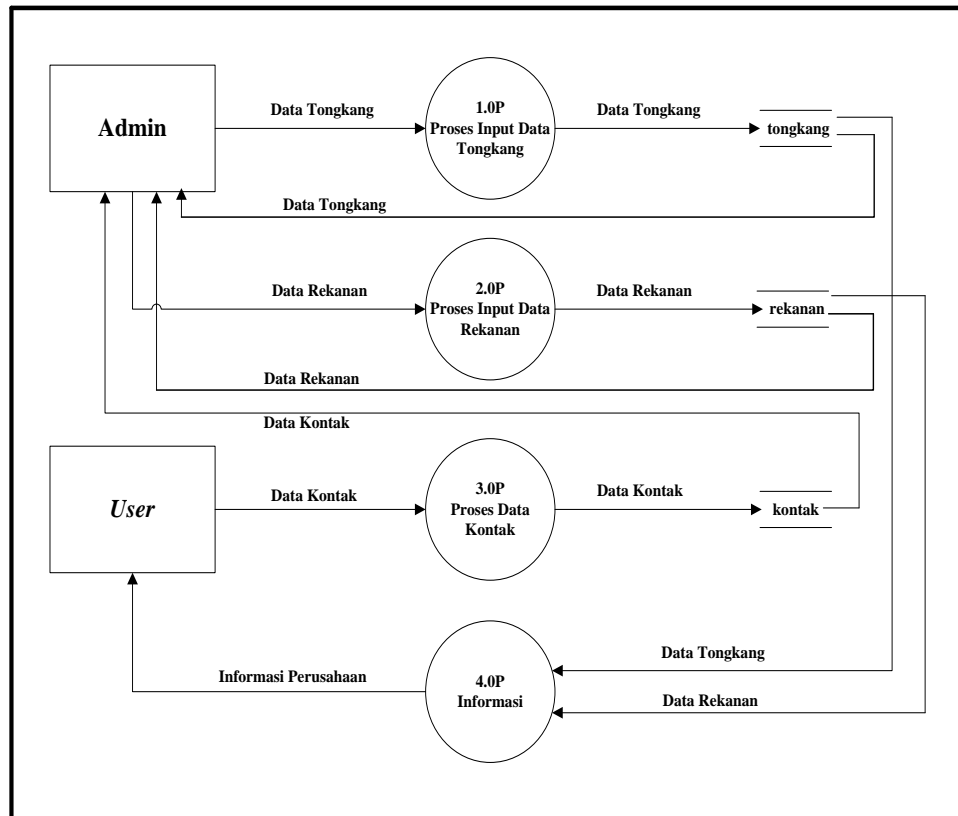 Admin
Data Tongkang
1.0P
Proses Input Data
Tongkang
Data Tongkang
tongkang
Data Tongkang
Data Rekanan
2.0P
Proses Input Data
Rekanan
Data Rekanan
rekanan
Data Rekanan
Data Kontak
User
Data Kontak
3.0P
Proses Data
Kontak
Data Kontak
kontak
Informasi Perusahaan
4.0P
Informasi
Data Tongkang
Data Rekanan